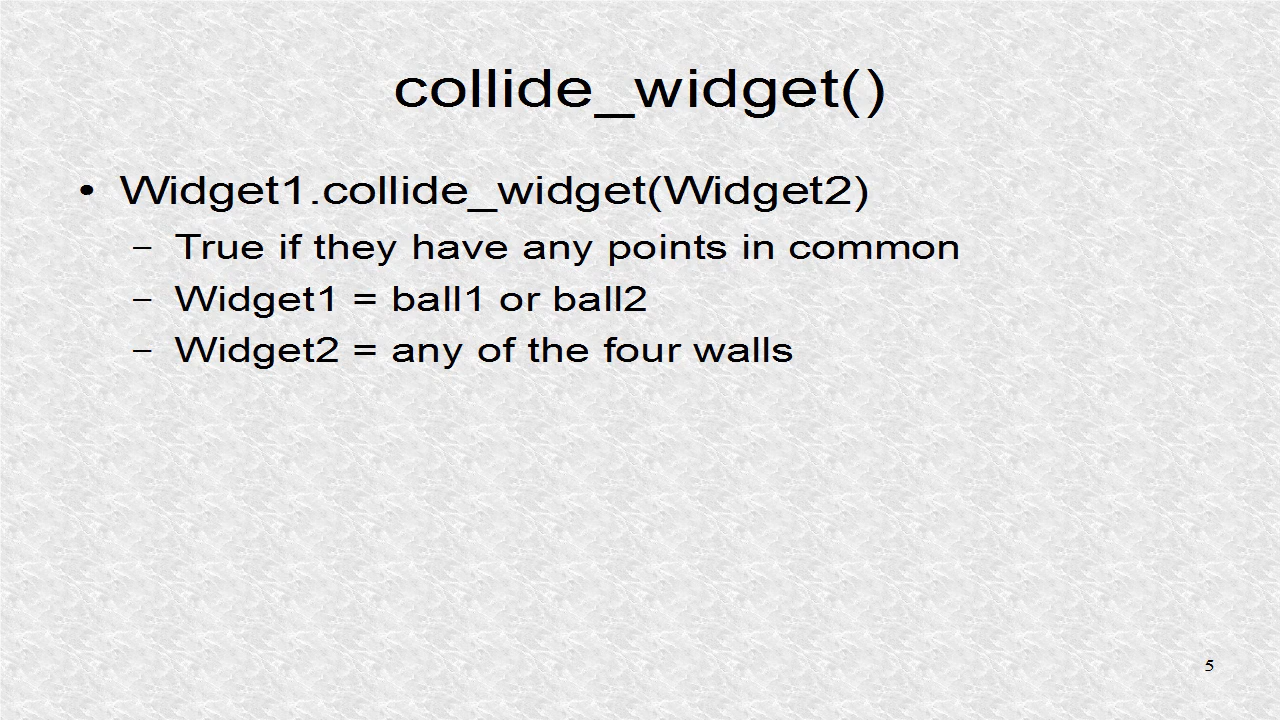 collide_widget()
• Widget1.collide_widget(Widget2)
– True if they have any points in common
– Widget1 = ball1 or ball2
– Widget2 = any of the four walls
5